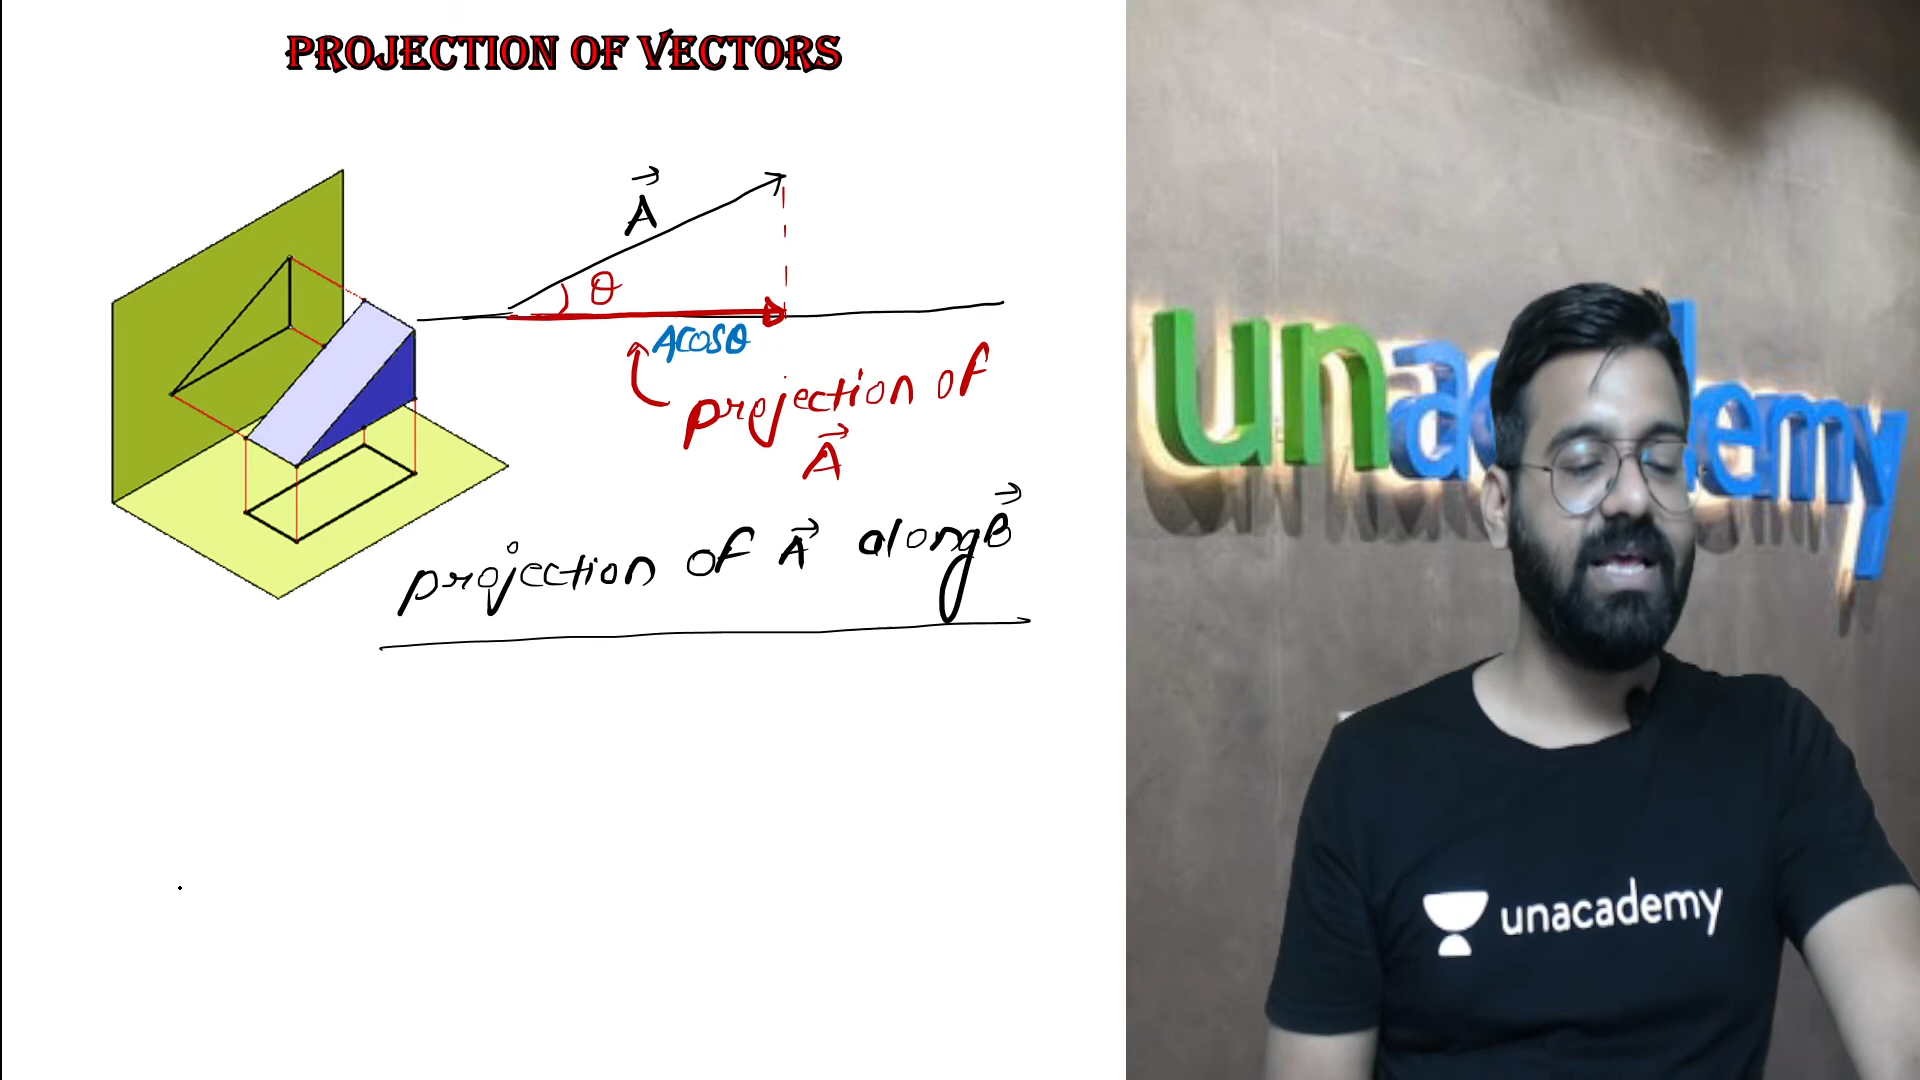 PROJECTION OF VECTORS
A⃗
θ
Acosθ
projection of
A⃗
projection of A⃗ along B⃗
unacademy
unacademy